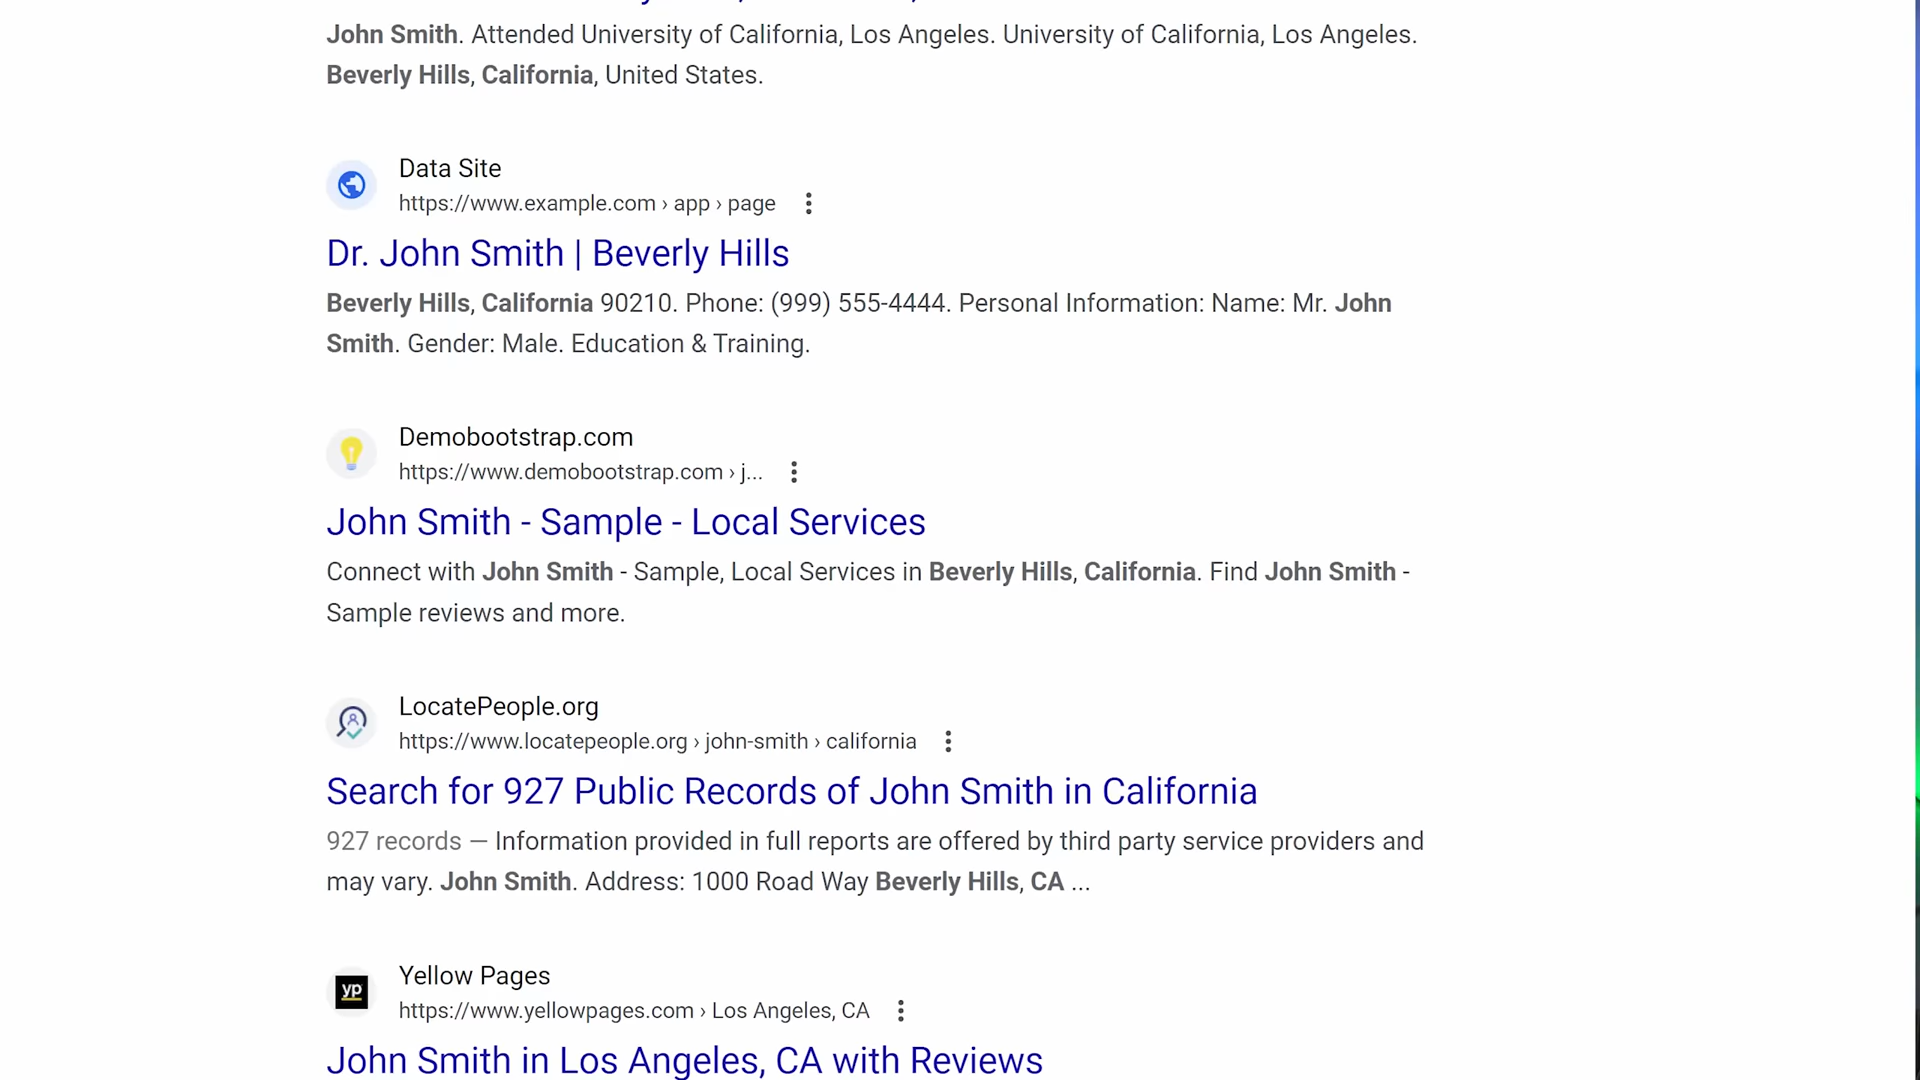 John Smith. Attended University of California, Los Angeles. University of California, Los Angeles.
Beverly Hills, California, United States.
Data Site
https://www.example.com › app › page
Dr. John Smith | Beverly Hills
Beverly Hills, California 90210. Phone: (999) 555-4444. Personal Information: Name: Mr. John
Smith. Gender: Male. Education & Training.
Demobootstrap.com
https://www.demobootstrap.com › j...
John Smith - Sample - Local Services
Connect with John Smith - Sample, Local Services in Beverly Hills, California. Find John Smith -
Sample reviews and more.
LocatePeople.org
https://www.locatepeople.org › john-smith › california
Search for 927 Public Records of John Smith in California
927 records — Information provided in full reports are offered by third party service providers and
may vary. John Smith. Address: 1000 Road Way Beverly Hills, CA ...
yp
Yellow Pages
https://www.yellowpages.com › Los Angeles, CA
John Smith in Los Angeles, CA with Reviews